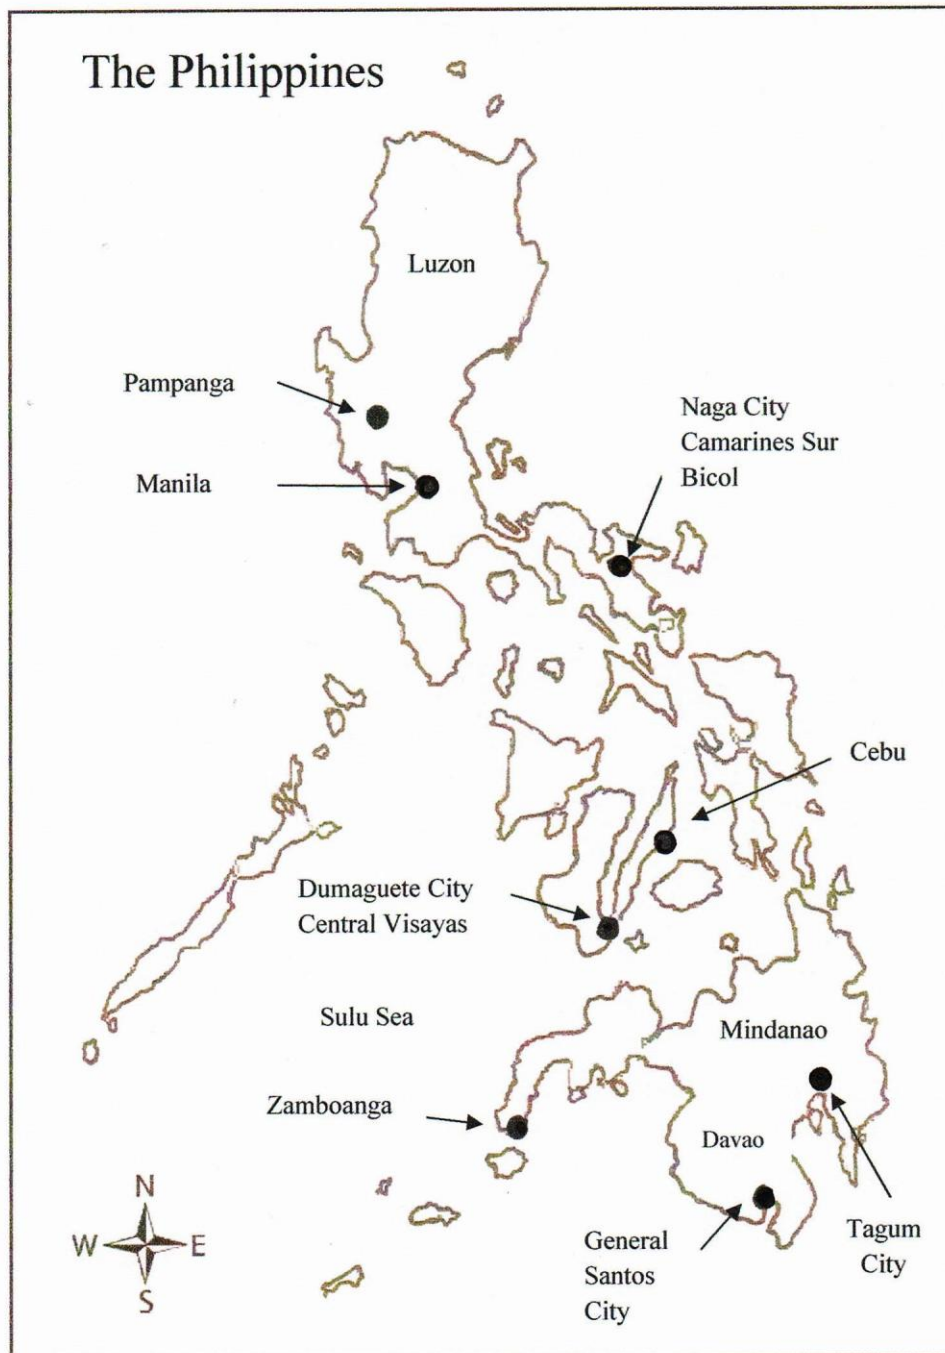 The Philippines
Luzon
Pampanga
Naga City
Camarines Sur
Bicol
Manila
Cebu
Dumaguete City
Central Visayas
Sulu Sea
Mindanao
Zamboanga
Davao
General
Santos
City
Tagum
City
N
W E
S